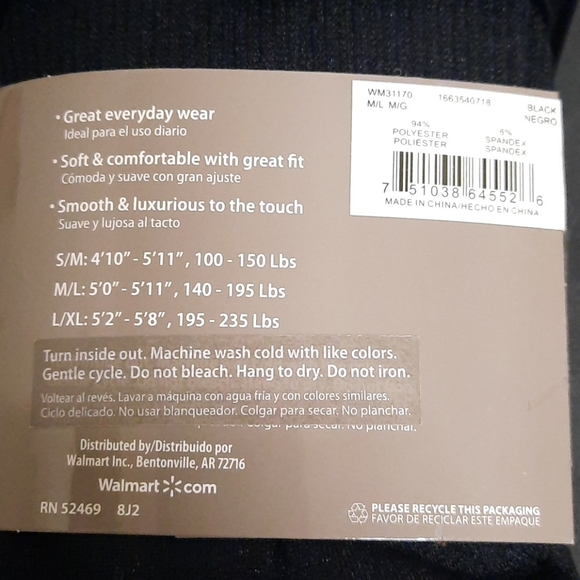 WM31170 1663540718 BLACK
M/L M/G NEGRO
94% 6%
POLYESTER SPANDEX
POLIÉSTER SPANDEX
7 51038 64552 6
MADE IN CHINA/HECHO EN CHINA
• Great everyday wear
Ideal para el uso diario
• Soft & comfortable with great fit
Cómoda y suave con gran ajuste
• Smooth & luxurious to the touch
Suave y lujosa al tacto
S/M: 4'10" - 5'11", 100 - 150 Lbs
M/L: 5'0" - 5'11", 140 - 195 Lbs
L/XL: 5'2" - 5'8", 195 - 235 Lbs
Turn inside out. Machine wash cold with like colors.
Gentle cycle. Do not bleach. Hang to dry. Do not iron.
Voltear al revés. Lavar a máquina con agua fría y con colores similares.
Ciclo delicado. No usar blanqueador. Colgar para secar. No planchar.
Colgar para secar. No planchar.
Distributed by/Distribuido por
Walmart Inc., Bentonville, AR 72716
Walmart.com
RN 52469 8J2
PLEASE RECYCLE THIS PACKAGING
FAVOR DE RECICLAR ESTE EMPAQUE